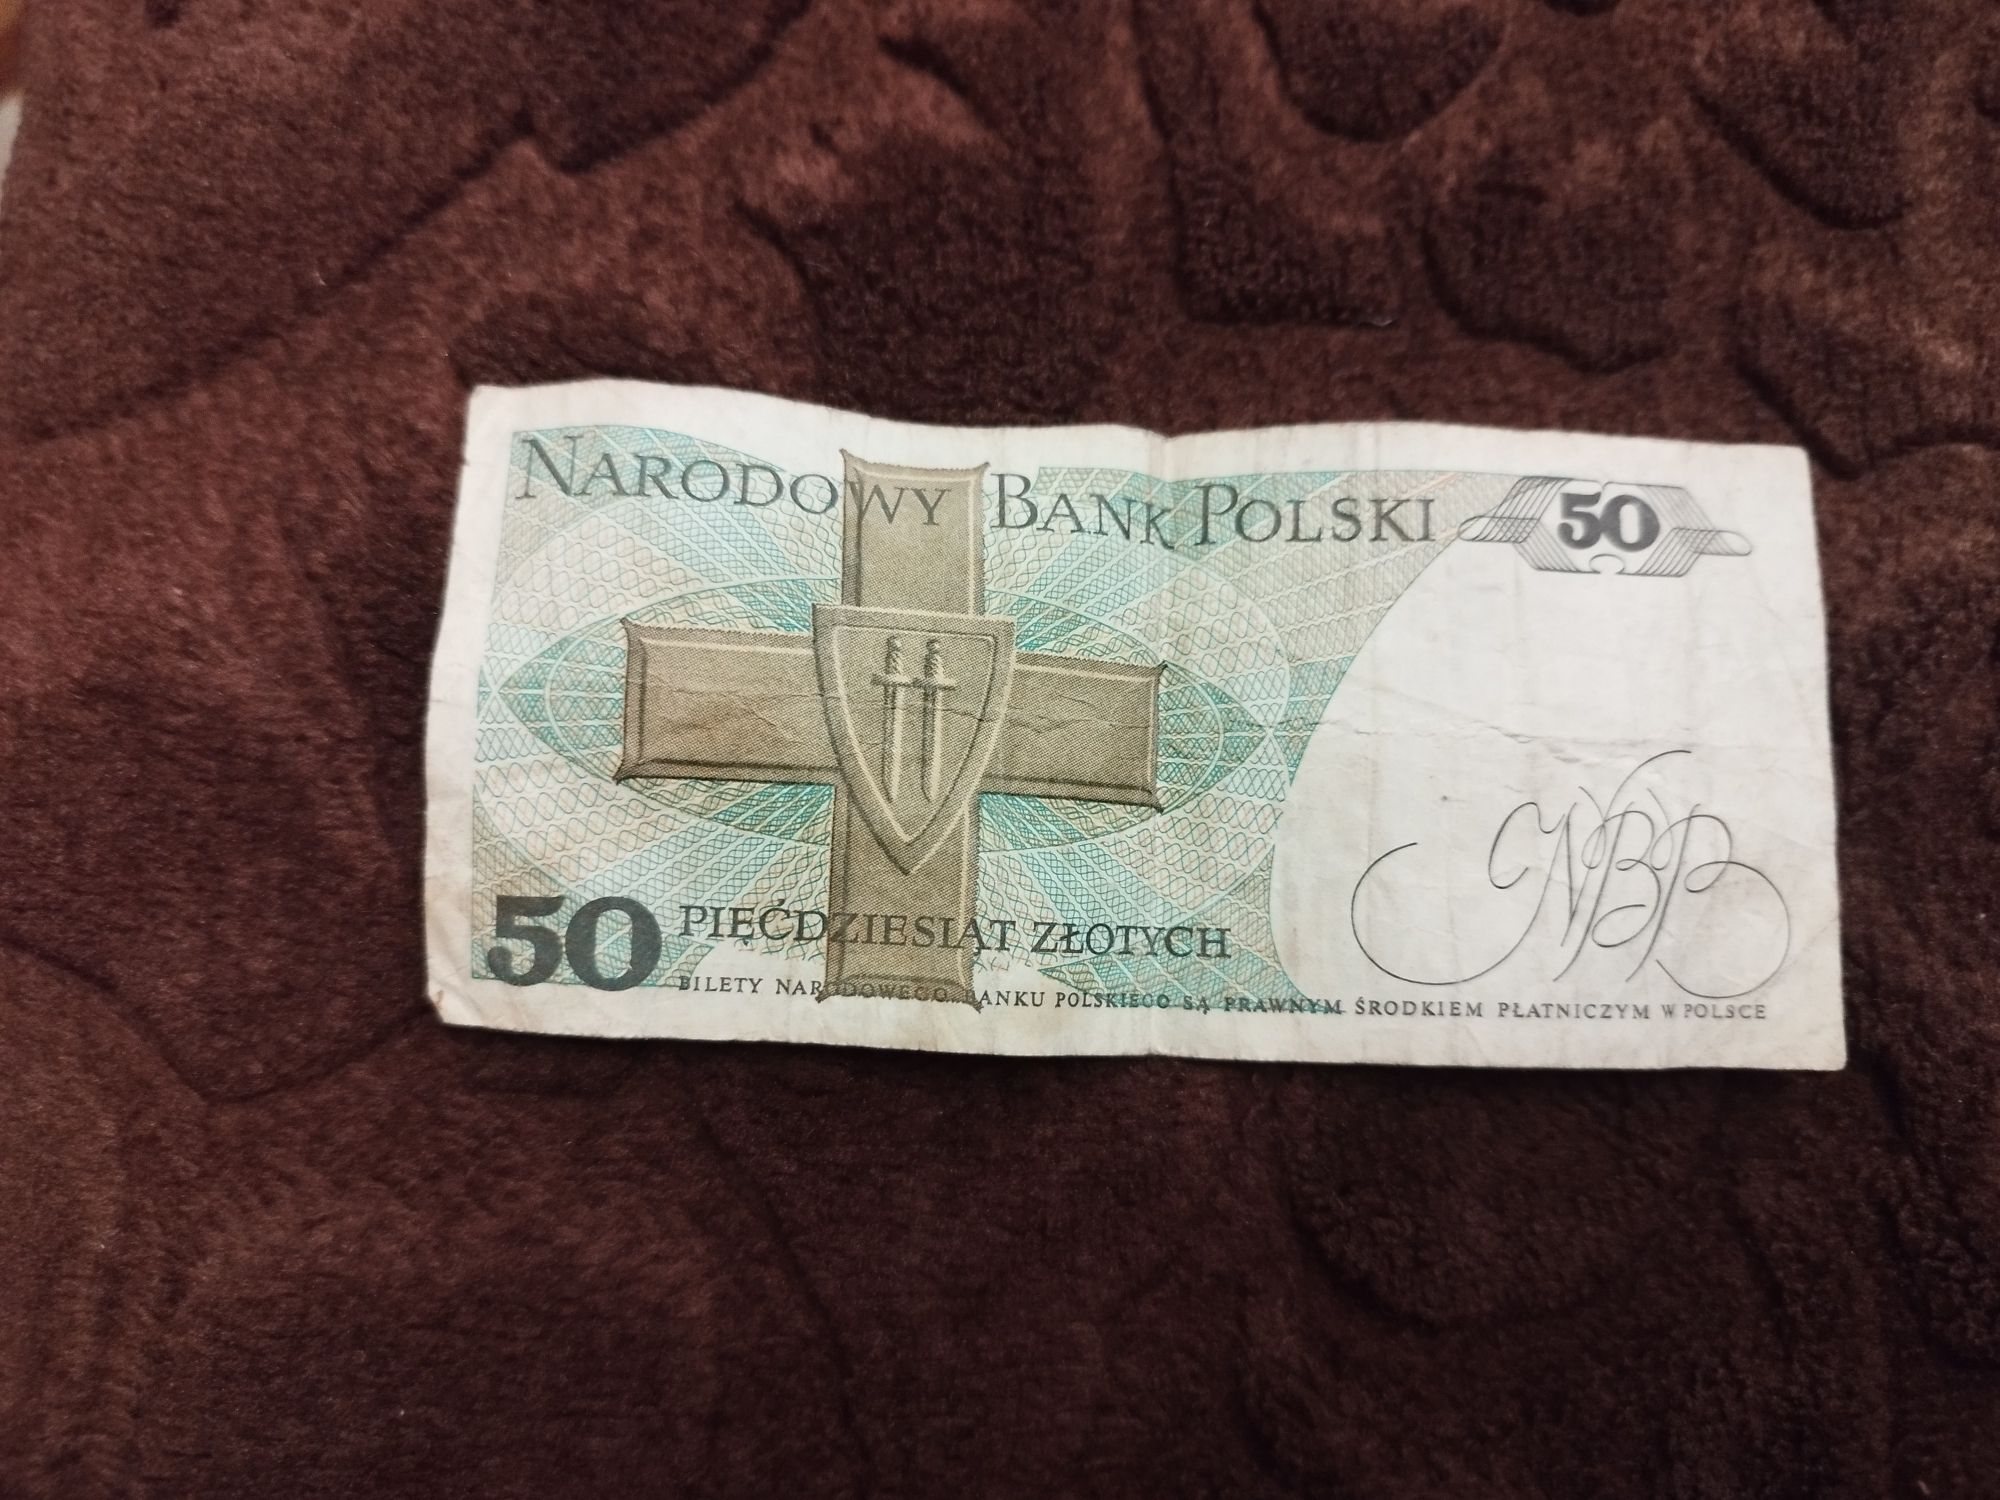 NARODOWY BANK POLSKI 50
NBP
50 PIĘĆDZIESIĄT ZŁOTYCH
BILETY NARODOWEGO BANKU POLSKIEGO SĄ PRAWNYM ŚRODKIEM PŁATNICZYM W POLSCE